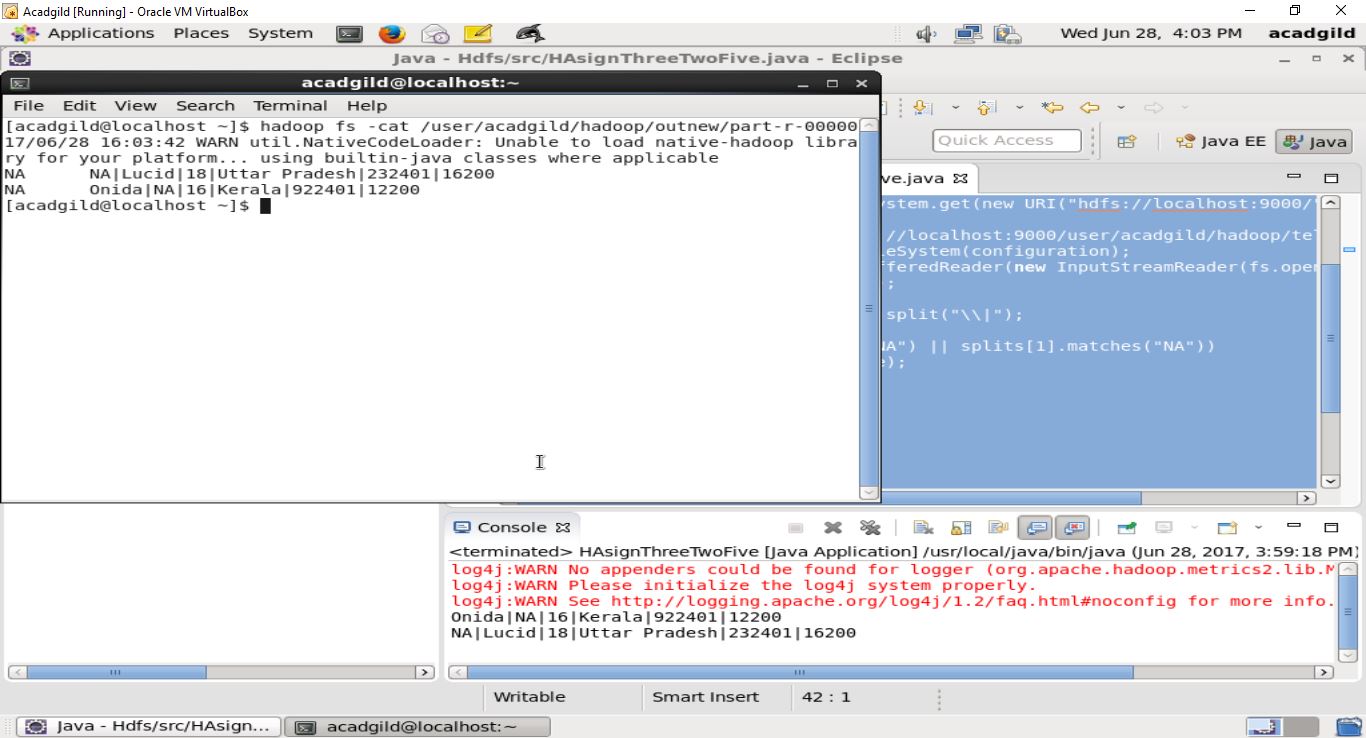 Acadgild [Running] - Oracle VM VirtualBox
Applications Places System Wed Jun 28, 4:03 PM acadgild
Java - Hdfs/src/HAsignThreeTwoFive.java - Eclipse
acadgild@localhost:~
File Edit View Search Terminal Help
[acadgild@localhost ~]$ hadoop fs -cat /user/acadgild/hadoop/outnew/part-r-00000
17/06/28 16:03:42 WARN util.NativeCodeLoader: Unable to load native-hadoop libra
ry for your platform... using builtin-java classes where applicable
NA NA|Lucid|18|Uttar Pradesh|232401|16200
NA Onida|NA|16|Kerala|922401|12200
[acadgild@localhost ~]$
Quick Access Java EE Java
ve.java
stem.get(new URI("hdfs://localhost:9000/
//localhost:9000/user/acadgild/hadoop/te
eSystem(configuration);
fferedReader(new InputStreamReader(fs.ope
;
split("\\|");
NA") || splits[1].matches("NA"))
);
Console
<terminated> HAsignThreeTwoFive [Java Application] /usr/local/java/bin/java (Jun 28, 2017, 3:59:18 PM)
log4j:WARN No appenders could be found for logger (org.apache.hadoop.metrics2.lib.M
log4j:WARN Please initialize the log4j system properly.
log4j:WARN See http://logging.apache.org/log4j/1.2/faq.html#noconfig for more info.
Onida|NA|16|Kerala|922401|12200
NA|Lucid|18|Uttar Pradesh|232401|16200
Writable Smart Insert 42 : 1
Java - Hdfs/src/HAsign... acadgild@localhost:~